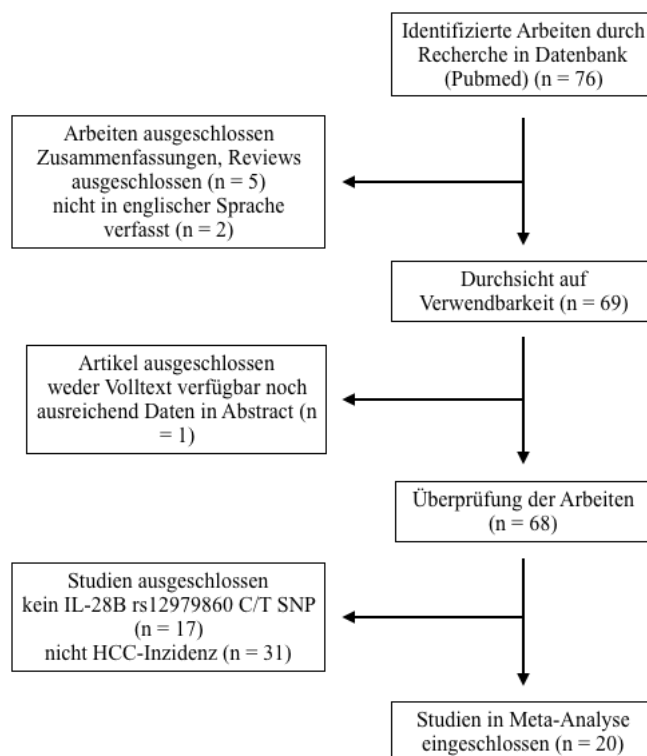 Identifizierte Arbeiten durch
Recherche in Datenbank
(Pubmed) (n = 76)
Arbeiten ausgeschlossen
Zusammenfassungen, Reviews
ausgeschlossen (n = 5)
nicht in englischer Sprache
verfasst (n = 2)
Durchsicht auf
Verwendbarkeit (n = 69)
Artikel ausgeschlossen
weder Volltext verfügbar noch
ausreichend Daten in Abstract (n
= 1)
Überprüfung der Arbeiten
(n = 68)
Studien ausgeschlossen
kein IL-28B rs12979860 C/T SNP
(n = 17)
nicht HCC-Inzidenz (n = 31)
Studien in Meta-Analyse
eingeschlossen (n = 20)